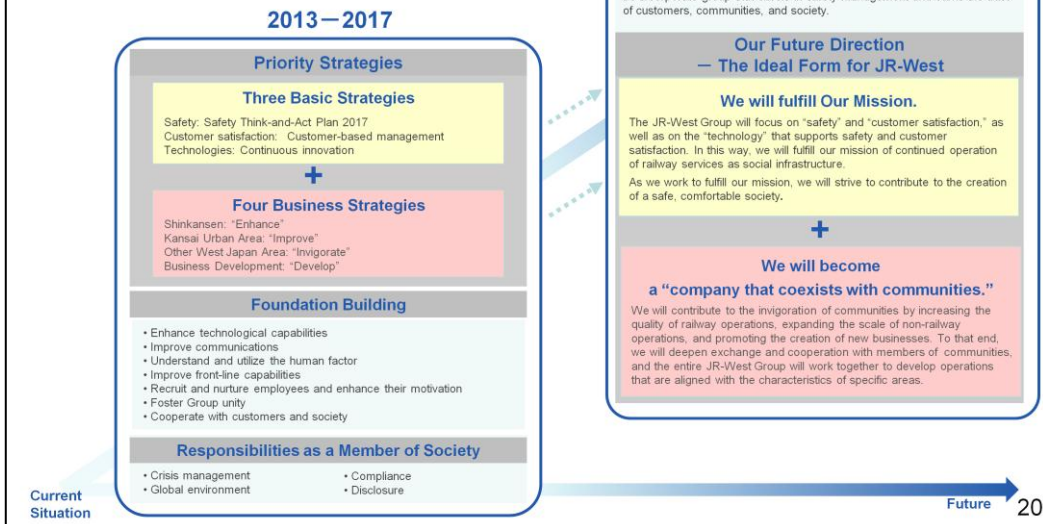 2013－2017
Priority Strategies
Three Basic Strategies
Safety: Safety Think-and-Act Plan 2017
Customer satisfaction: Customer-based management
Technologies: Continuous innovation
+
Four Business Strategies
Shinkansen: “Enhance”
Kansai Urban Area: “Improve”
Other West Japan Area: “Invigorate”
Business Development: “Develop”
Foundation Building
• Enhance technological capabilities
• Improve communications
• Understand and utilize the human factor
• Improve front-line capabilities
• Recruit and nurture employees and enhance their motivation
• Foster Group unity
• Cooperate with customers and society
Responsibilities as a Member of Society
• Crisis management
• Global environment
• Compliance
• Disclosure
of customers, communities, and society.
Our Future Direction
－ The Ideal Form for JR-West
We will fulfill Our Mission.
The JR-West Group will focus on “safety” and “customer satisfaction,” as
well as on the “technology” that supports safety and customer
satisfaction. In this way, we will fulfill our mission of continued operation
of railway services as social infrastructure.
As we work to fulfill our mission, we will strive to contribute to the creation
of a safe, comfortable society.
+
We will become
a “company that coexists with communities.”
We will contribute to the invigoration of communities by increasing the
quality of railway operations, expanding the scale of non-railway
operations, and promoting the creation of new businesses. To that end,
we will deepen exchange and cooperation with members of communities,
and the entire JR-West Group will work together to develop operations
that are aligned with the characteristics of specific areas.
Current
Situation
Future
20